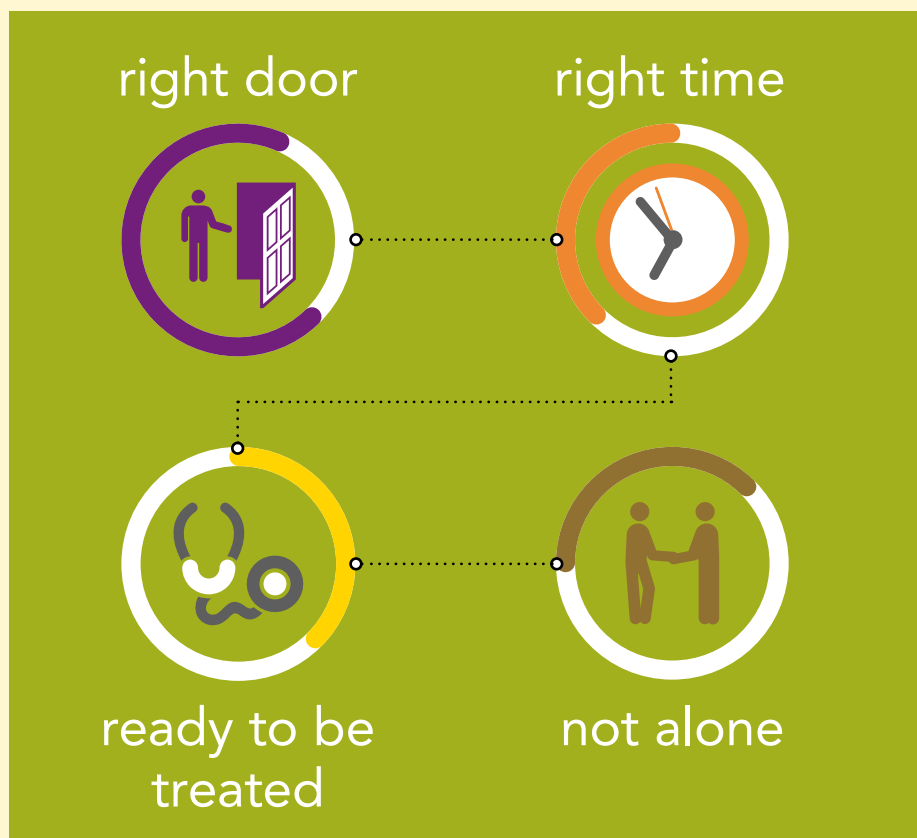 right door
right time
ready to be
treated
not alone